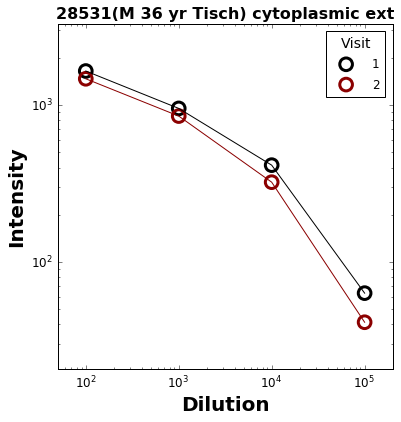 28531(M 36 yr Tisch) cytoplasmic ext
Visit
1
2
10³
10²
Intensity
10² 10³ 10⁴ 10⁵
Dilution